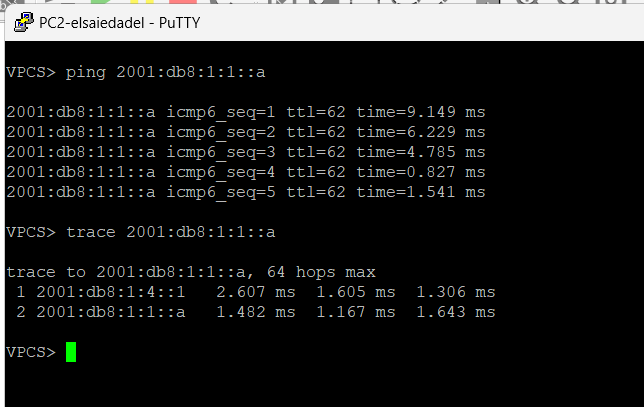 PC2-elsaiedadel - PuTTY
VPCS> ping 2001:db8:1:1::a
2001:db8:1:1::a icmp6_seq=1 ttl=62 time=9.149 ms
2001:db8:1:1::a icmp6_seq=2 ttl=62 time=6.229 ms
2001:db8:1:1::a icmp6_seq=3 ttl=62 time=4.785 ms
2001:db8:1:1::a icmp6_seq=4 ttl=62 time=0.827 ms
2001:db8:1:1::a icmp6_seq=5 ttl=62 time=1.541 ms
VPCS> trace 2001:db8:1:1::a
trace to 2001:db8:1:1::a, 64 hops max
 1 2001:db8:1:4::1   2.607 ms  1.605 ms  1.306 ms
 2 2001:db8:1:1::a   1.482 ms  1.167 ms  1.643 ms
VPCS>